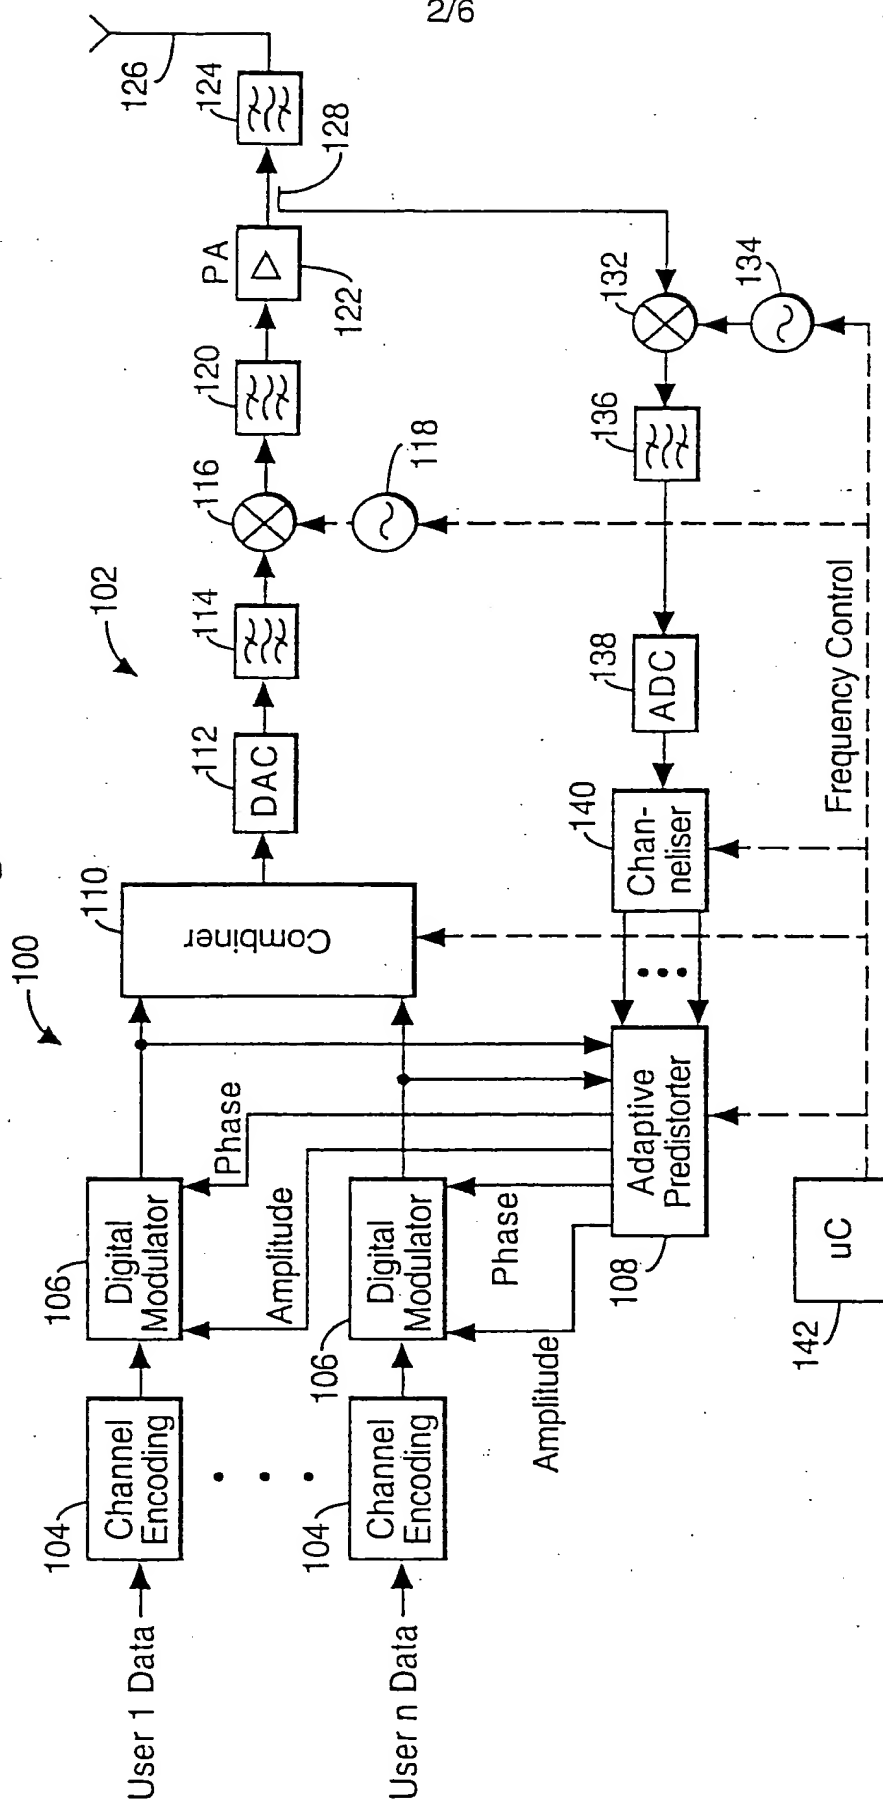 2/6
100
102
User 1 Data
104
Channel
Encoding
106
Digital
Modulator
Phase
Amplitude
User n Data
104
Channel
Encoding
106
Digital
Modulator
Phase
Amplitude
108
Adaptive
Predistorter
110
Combiner
112
DAC
114
116
118
120
PA
122
124
126
128
132
134
136
138
ADC
140
Chan-
neliser
142
uC
Frequency Control